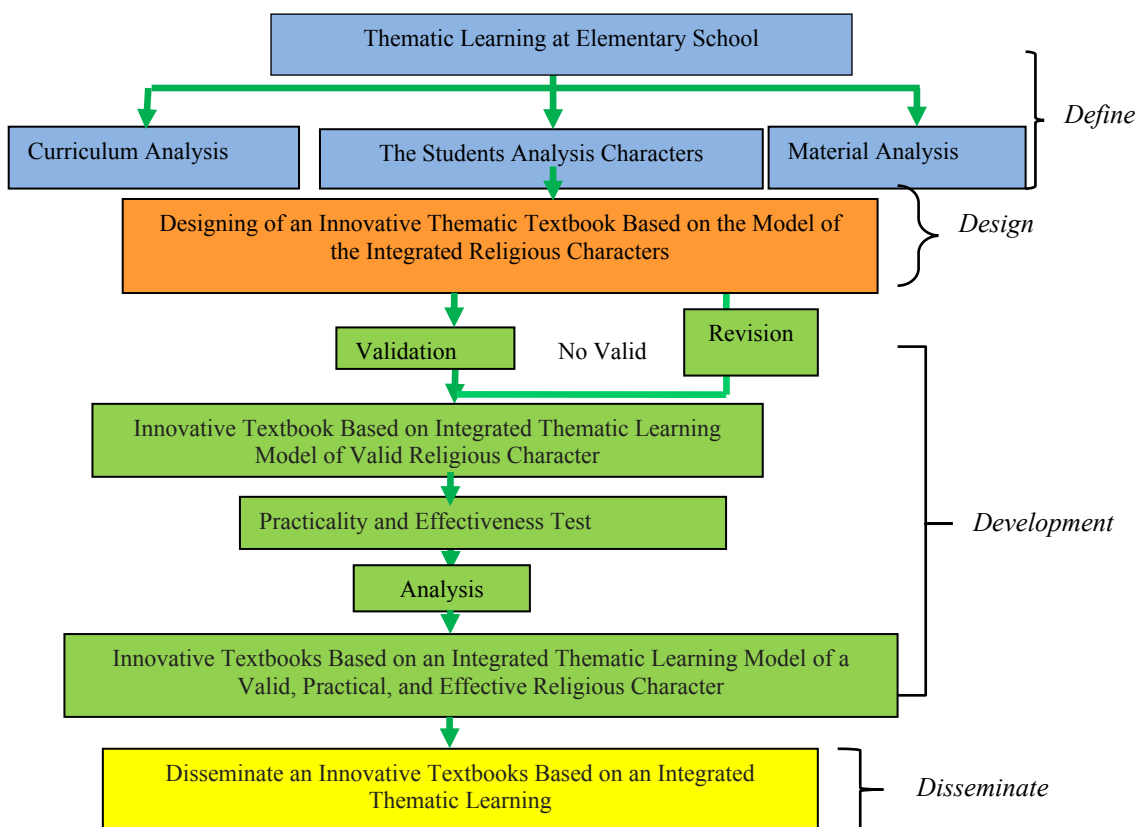 Thematic Learning at Elementary School
Define
Curriculum Analysis
The Students Analysis Characters
Material Analysis
Designing of an Innovative Thematic Textbook Based on the Model of
the Integrated Religious Characters
Design
Validation
No Valid
Revision
Innovative Textbook Based on Integrated Thematic Learning
Model of Valid Religious Character
Practicality and Effectiveness Test
Development
Analysis
Innovative Textbooks Based on an Integrated Thematic Learning Model of a
Valid, Practical, and Effective Religious Character
Disseminate an Innovative Textbooks Based on an Integrated
Thematic Learning
Disseminate